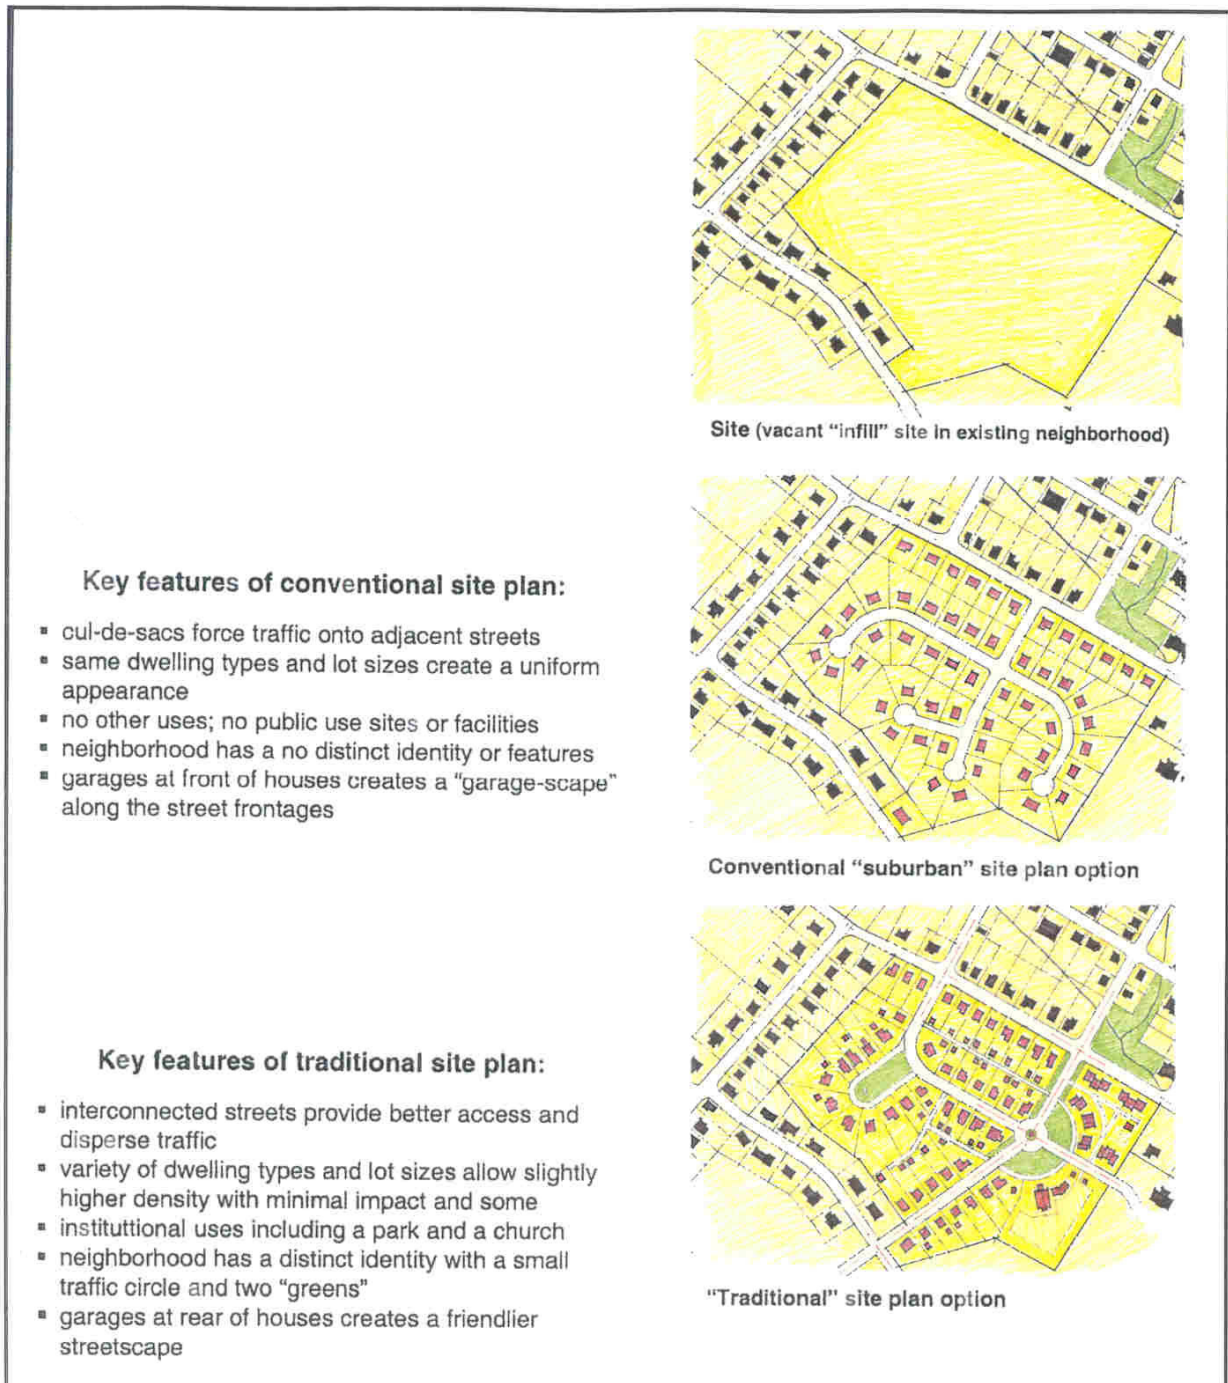 Site (vacant “infill” site in existing neighborhood)
Key features of conventional site plan:
▪ cul-de-sacs force traffic onto adjacent streets
▪ same dwelling types and lot sizes create a uniform
appearance
▪ no other uses; no public use sites or facilities
▪ neighborhood has a no distinct identity or features
▪ garages at front of houses creates a “garage-scape”
along the street frontages
Conventional “suburban” site plan option
Key features of traditional site plan:
▪ interconnected streets provide better access and
disperse traffic
▪ variety of dwelling types and lot sizes allow slightly
higher density with minimal impact and some
▪ instituttional uses including a park and a church
▪ neighborhood has a distinct identity with a small
traffic circle and two “greens”
▪ garages at rear of houses creates a friendlier
streetscape
“Traditional” site plan option